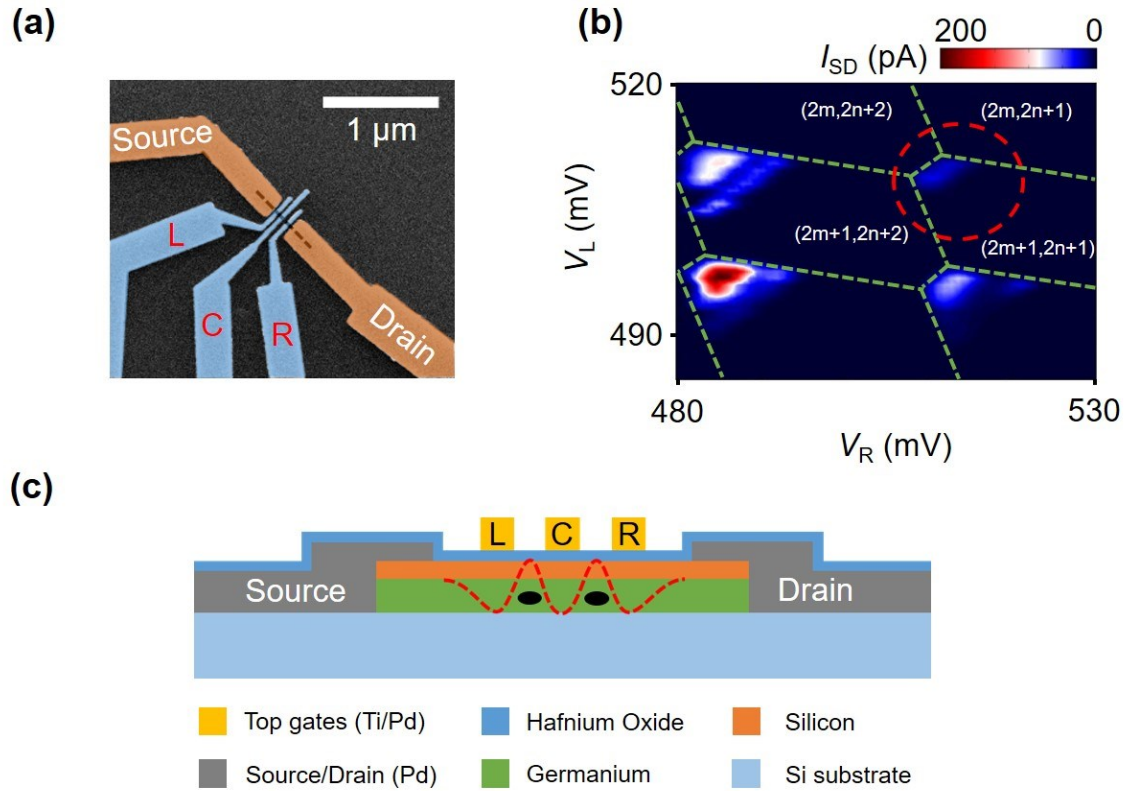 (a)
1 μm
Source
L
C
R
Drain
(b)
200 0
I_SD (pA)
520
(2m,2n+2) (2m,2n+1)
V_L (mV)
(2m+1,2n+2) (2m+1,2n+1)
490
480 530
V_R (mV)
(c)
L C R
Source Drain
Top gates (Ti/Pd) Hafnium Oxide Silicon
Source/Drain (Pd) Germanium Si substrate